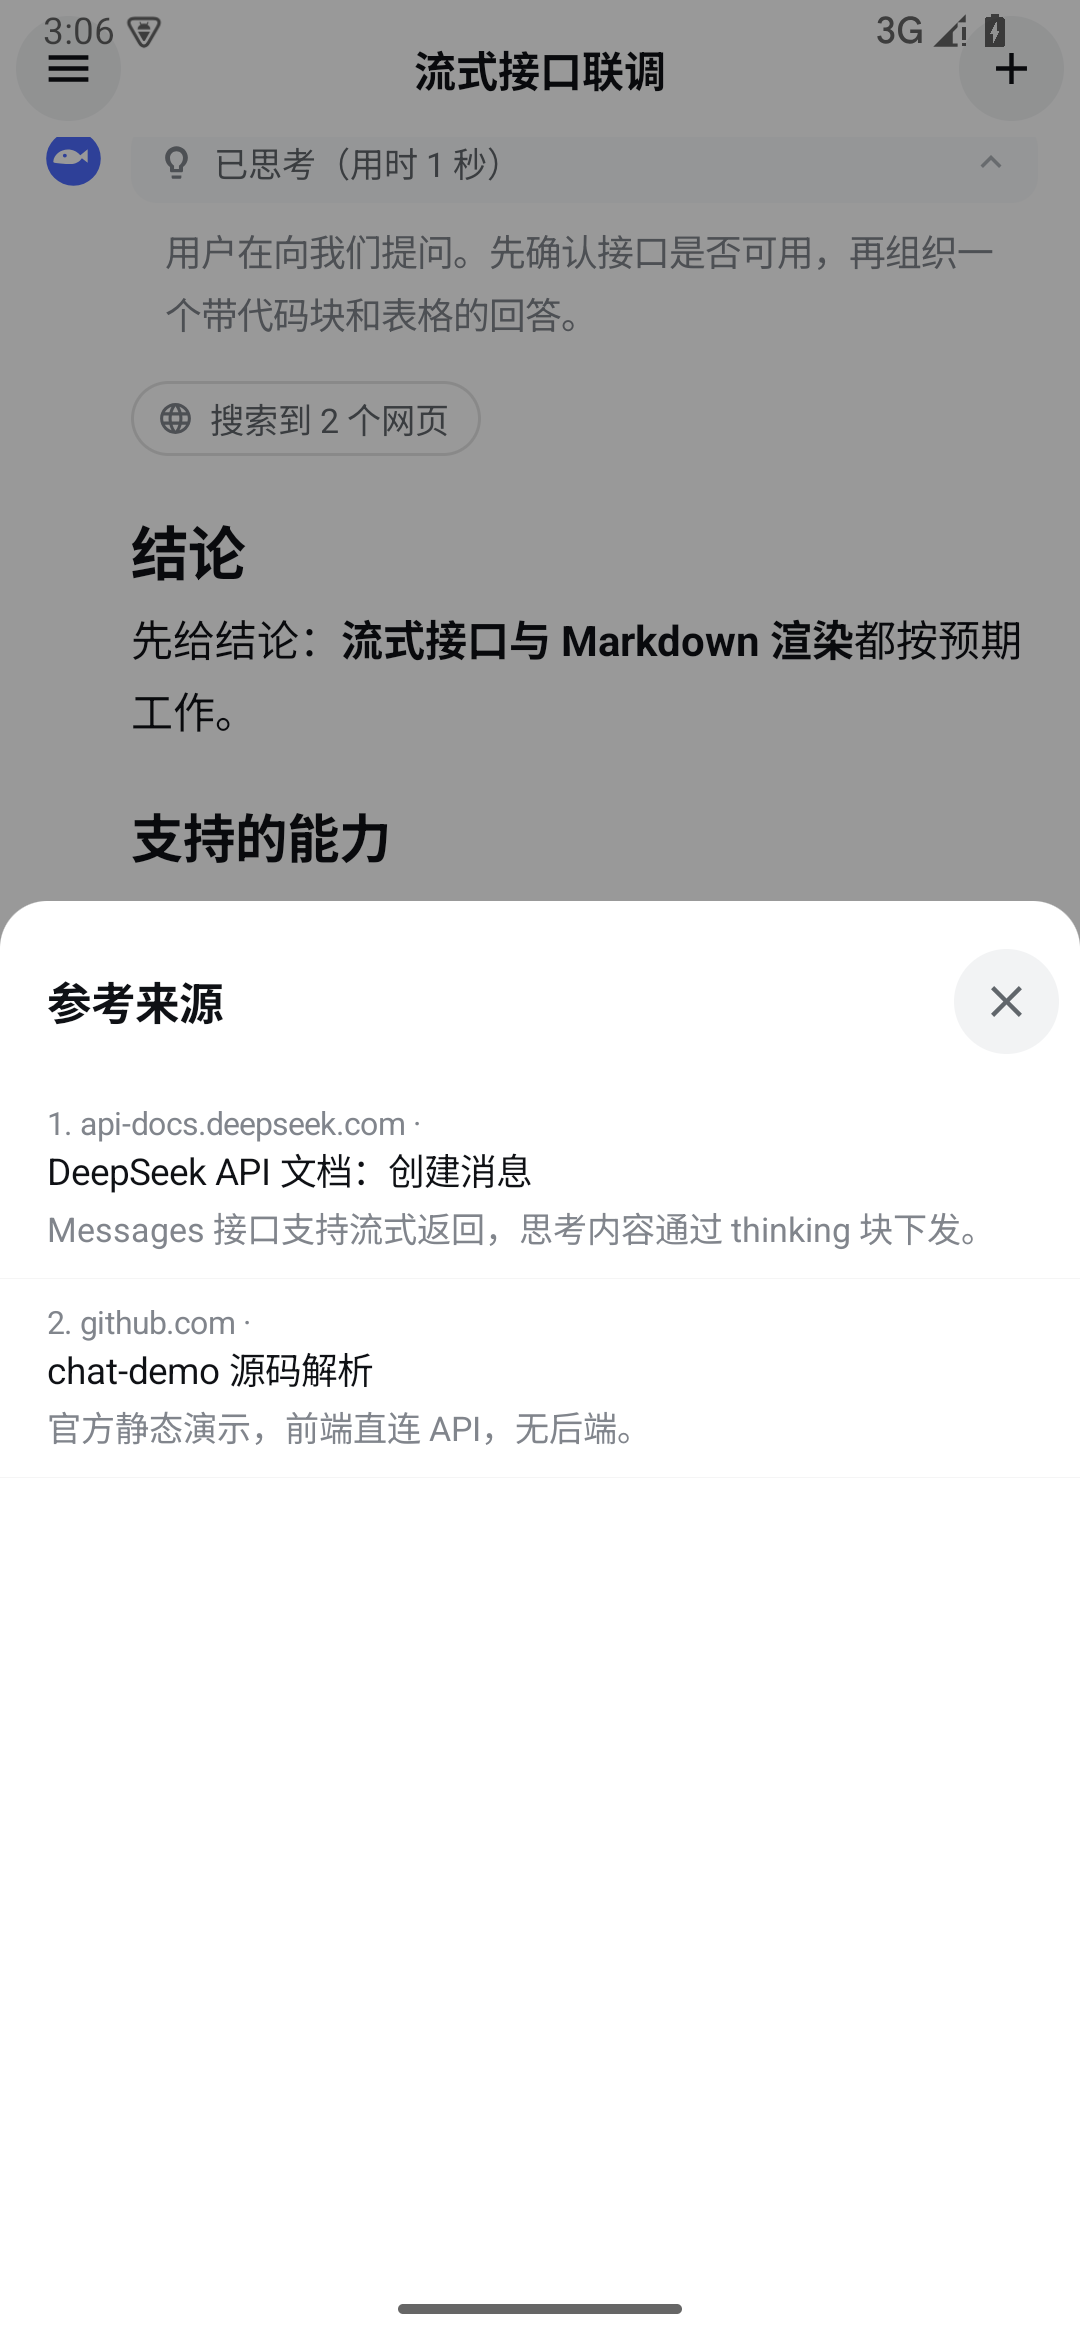 3:06
3G
流式接口联调
已思考（用时 1 秒）
用户在向我们提问。先确认接口是否可用，再组织一
个带代码块和表格的回答。
搜索到 2 个网页
结论
先给结论：流式接口与 Markdown 渲染都按预期
工作。
支持的能力
参考来源
1. api-docs.deepseek.com ·
DeepSeek API 文档：创建消息
Messages 接口支持流式返回，思考内容通过 thinking 块下发。
2. github.com ·
chat-demo 源码解析
官方静态演示，前端直连 API，无后端。